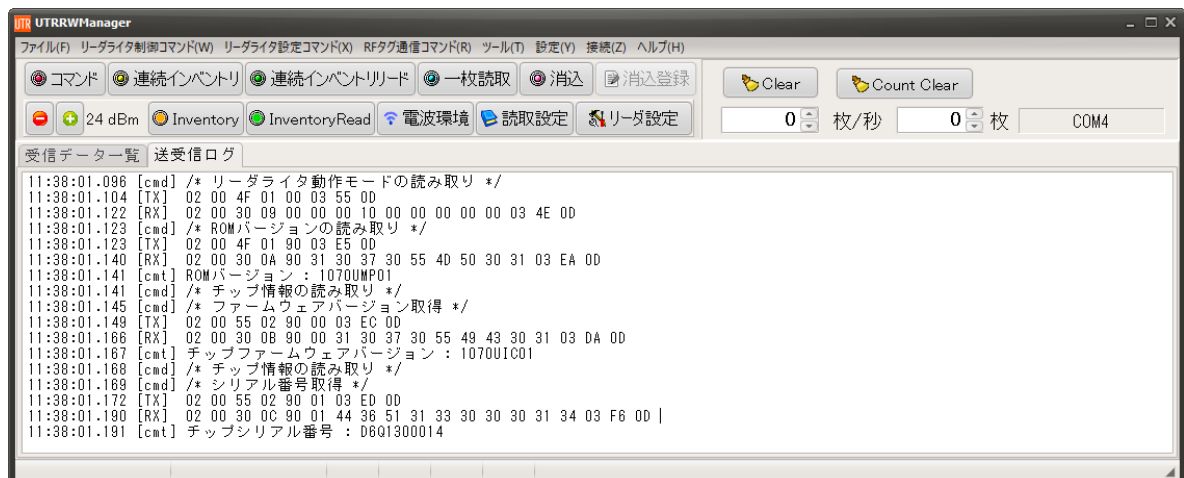 UTR UTRRWManager
ファイル(F) リーダライタ制御コマンド(W) リーダライタ設定コマンド(X) RFタグ通信コマンド(R) ツール(T) 設定(Y) 接続(Z) ヘルプ(H)
コマンド 連続インベントリ 連続インベントリリード 一枚読取 消込 消込登録 Clear Count Clear
24 dBm Inventory InventoryRead 電波環境 読取設定 リーダ設定 0 枚/秒 0 枚 COM4
受信データ一覧 送受信ログ
11:38:01.096 [cmd] /* リーダライタ動作モードの読み取り */
11:38:01.104 [TX] 02 00 4F 01 00 03 55 0D
11:38:01.122 [RX] 02 00 30 09 00 00 00 10 00 00 00 00 00 03 4E 0D
11:38:01.123 [cmd] /* ROMバージョンの読み取り */
11:38:01.123 [TX] 02 00 4F 01 90 03 E5 0D
11:38:01.140 [RX] 02 00 30 0A 90 31 30 37 30 55 4D 50 30 31 03 EA 0D
11:38:01.141 [cmt] ROMバージョン : 1070UMP01
11:38:01.141 [cmd] /* チップ情報の読み取り */
11:38:01.145 [cmd] /* ファームウェアバージョン取得 */
11:38:01.149 [TX] 02 00 55 02 90 00 03 EC 0D
11:38:01.166 [RX] 02 00 30 0B 90 00 31 30 37 30 55 49 43 30 31 03 DA 0D
11:38:01.167 [cmt] チップファームウェアバージョン : 1070UIC01
11:38:01.168 [cmd] /* チップ情報の読み取り */
11:38:01.169 [cmd] /* シリアル番号取得 */
11:38:01.172 [TX] 02 00 55 02 90 01 03 ED 0D
11:38:01.190 [RX] 02 00 30 0C 90 01 44 36 51 31 33 30 30 30 31 34 03 F6 0D
11:38:01.191 [cmt] チップシリアル番号 : D6Q1300014